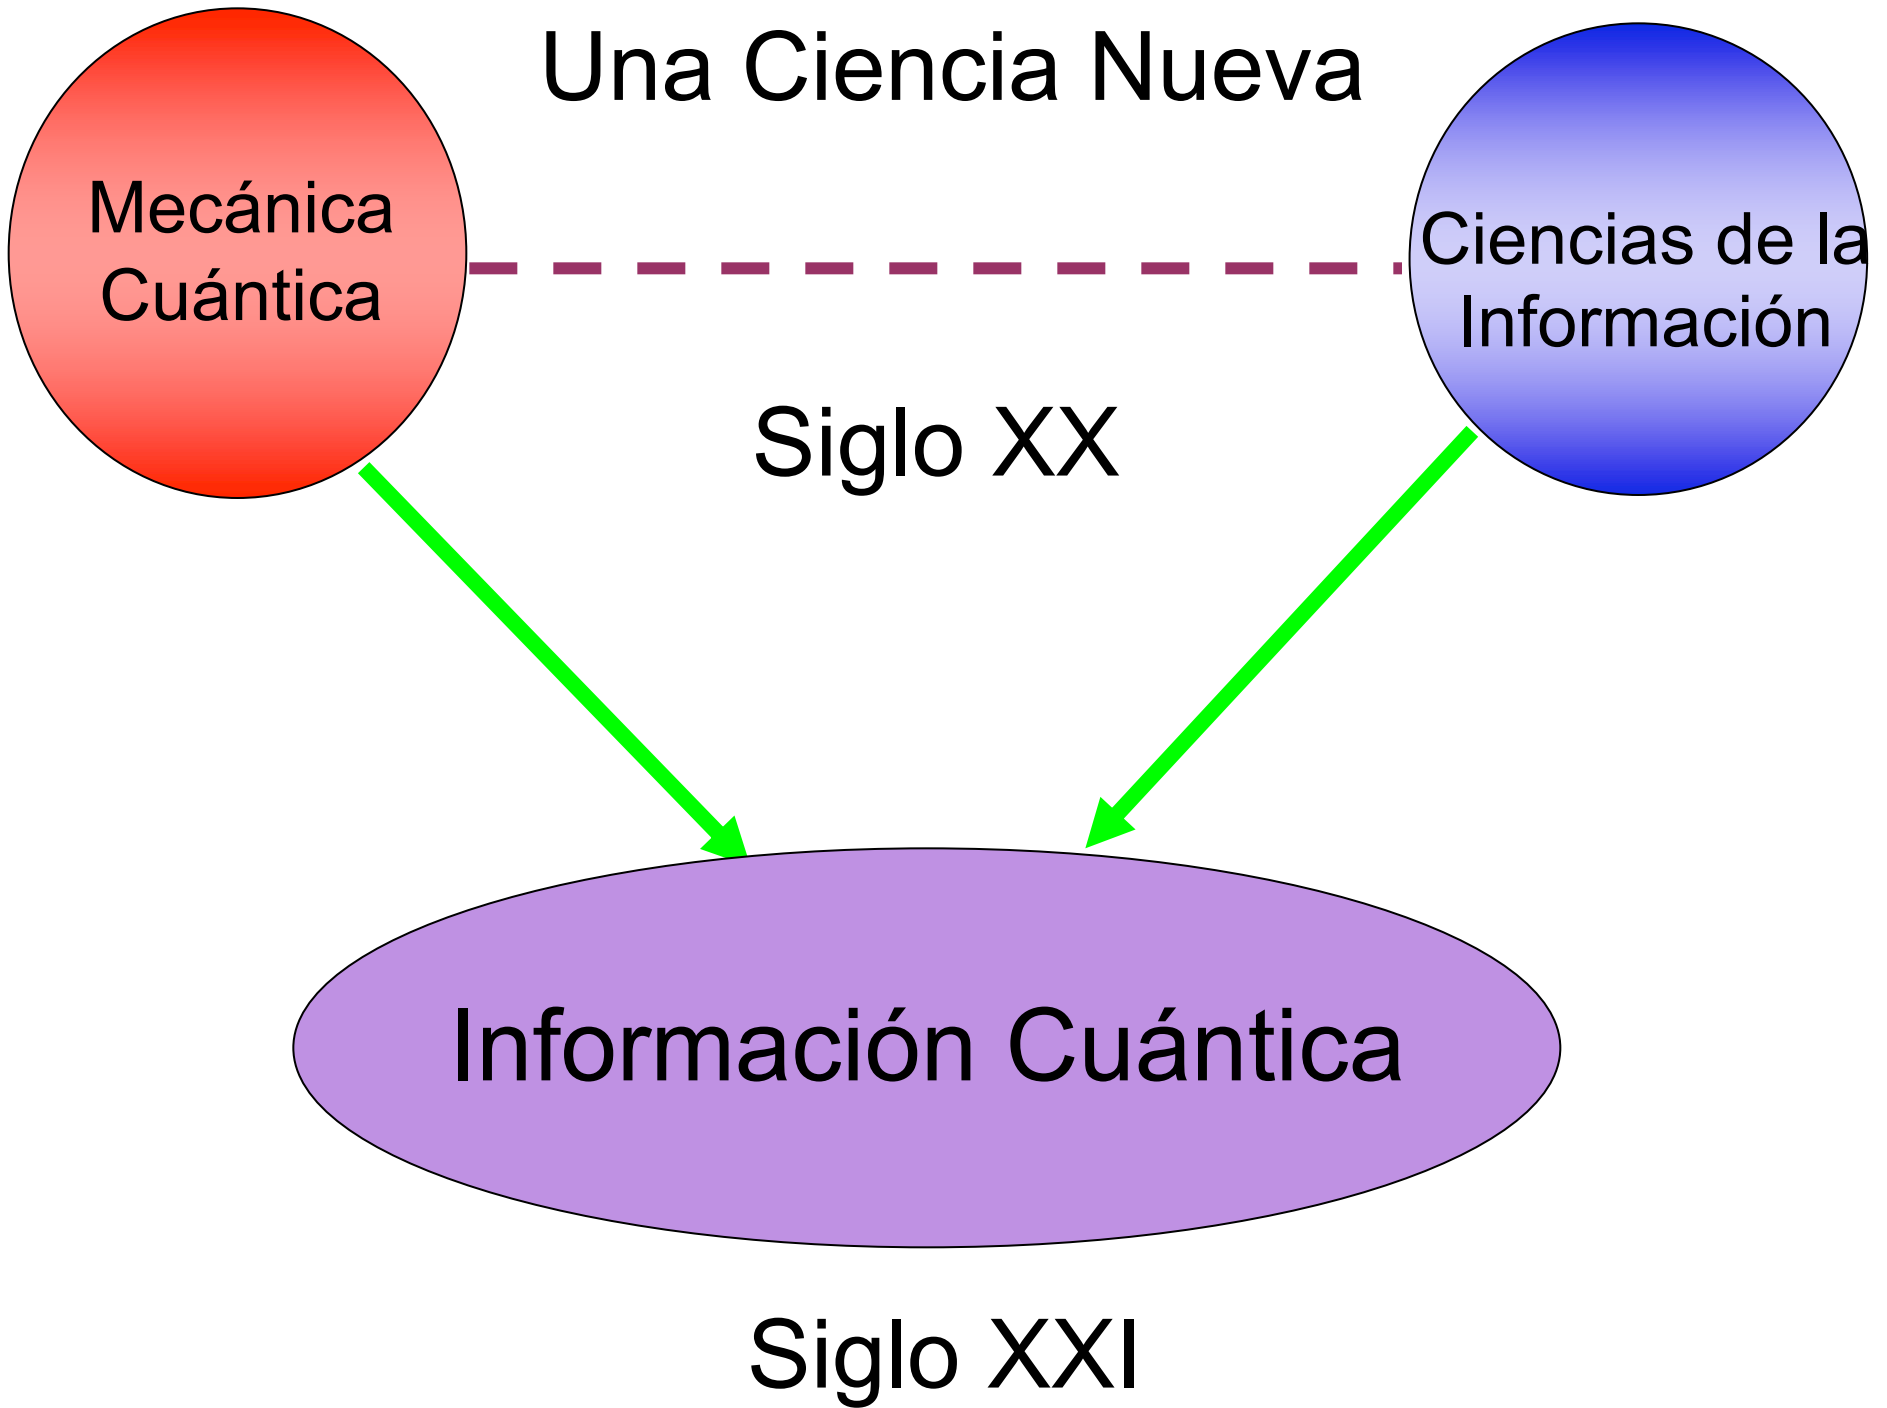 Una Ciencia Nueva
Mecánica
Cuántica
Ciencias de la
Información
Siglo XX
Información Cuántica
Siglo XXI